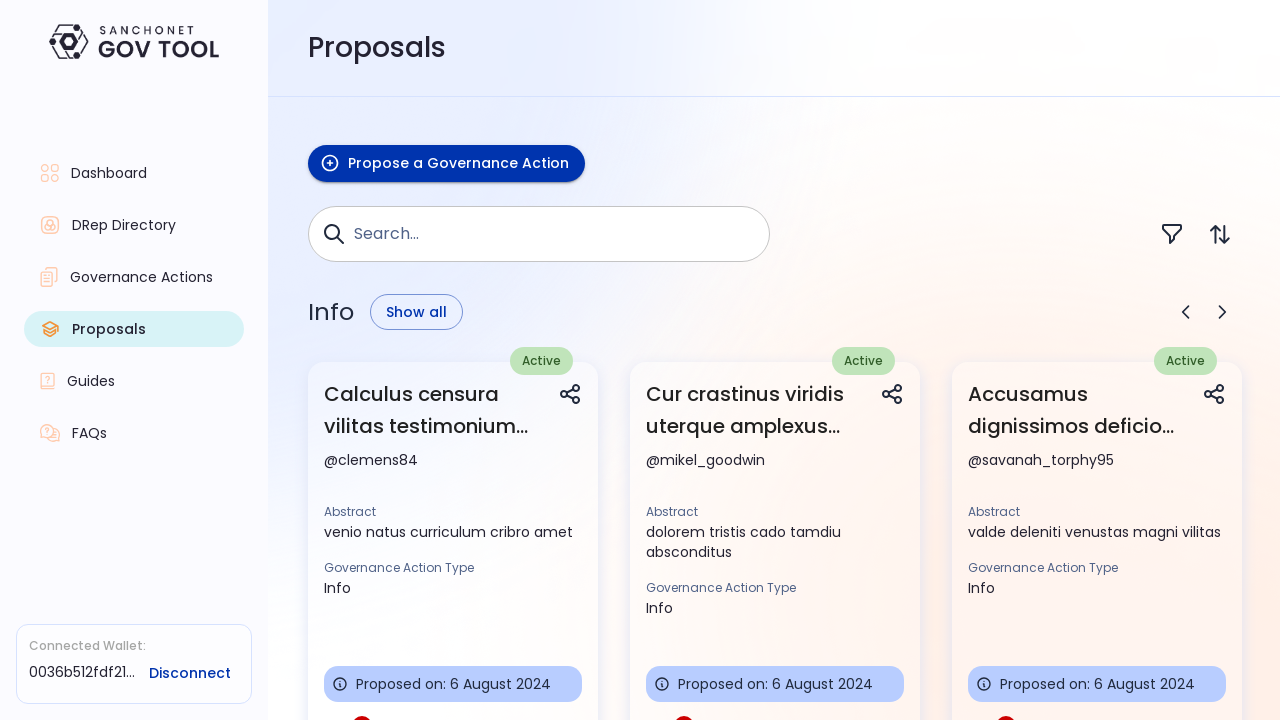 SANCHONET
GOV TOOL
Dashboard
DRep Directory
Governance Actions
Proposals
Guides
FAQs
Connected Wallet:
0036b512fdf21...
Disconnect
Proposals
Propose a Governance Action
Search...
Info
Show all
Active
Calculus censura
vilitas testimonium...
@clemens84
Abstract
venio natus curriculum cribro amet
Governance Action Type
Info
Proposed on: 6 August 2024
Active
Cur crastinus viridis
uterque amplexus...
@mikel_goodwin
Abstract
dolorem tristis cado tamdiu
absconditus
Governance Action Type
Info
Proposed on: 6 August 2024
Active
Accusamus
dignissimos deficio...
@savanah_torphy95
Abstract
valde deleniti venustas magni vilitas
Governance Action Type
Info
Proposed on: 6 August 2024